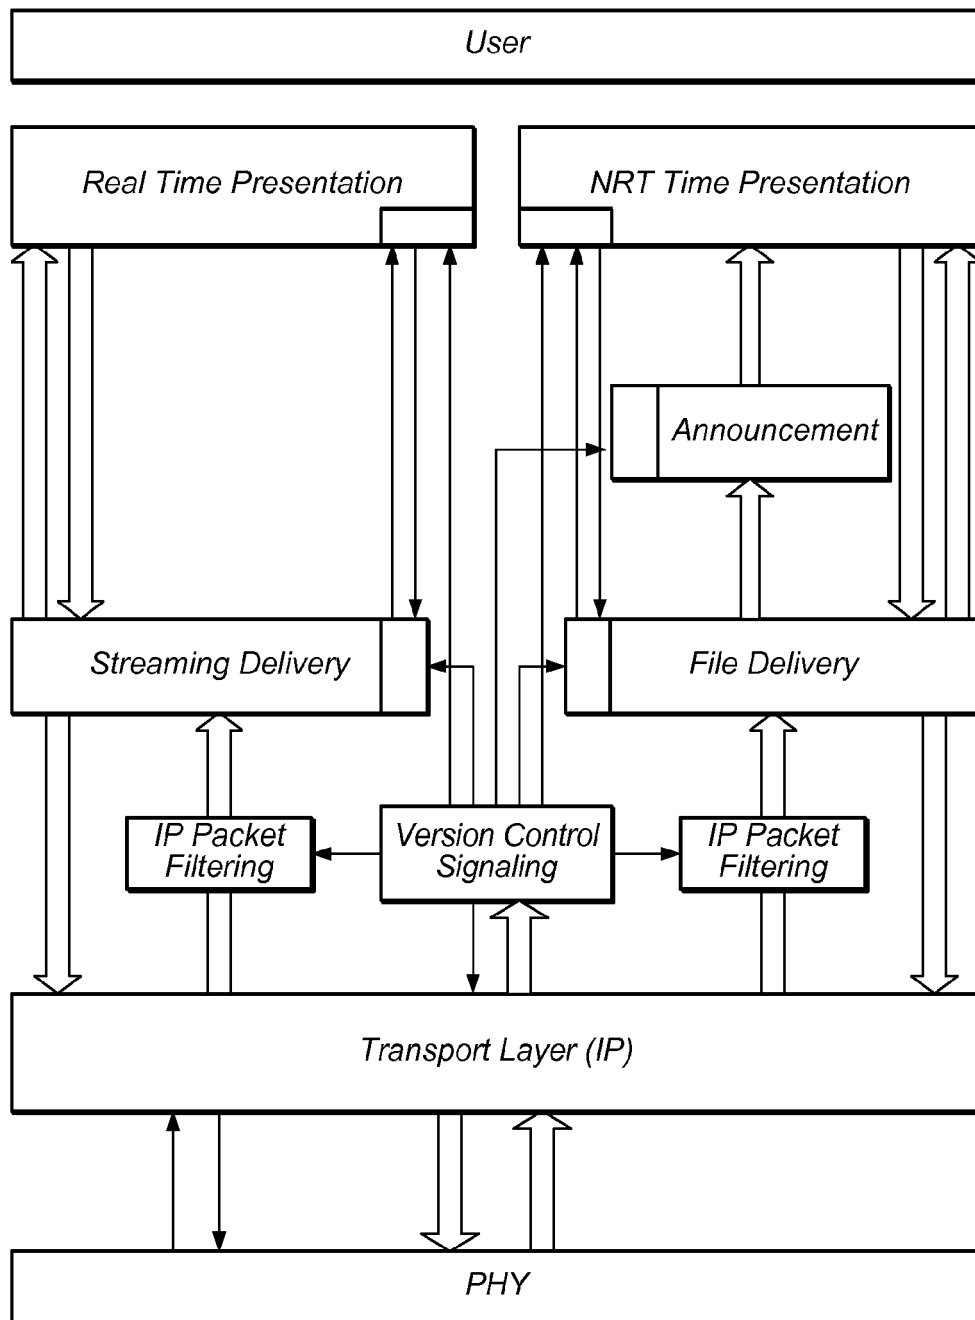 User
Real Time Presentation
NRT Time Presentation
Announcement
Streaming Delivery
File Delivery
IP Packet
Filtering
Version Control
Signaling
IP Packet
Filtering
Transport Layer (IP)
PHY